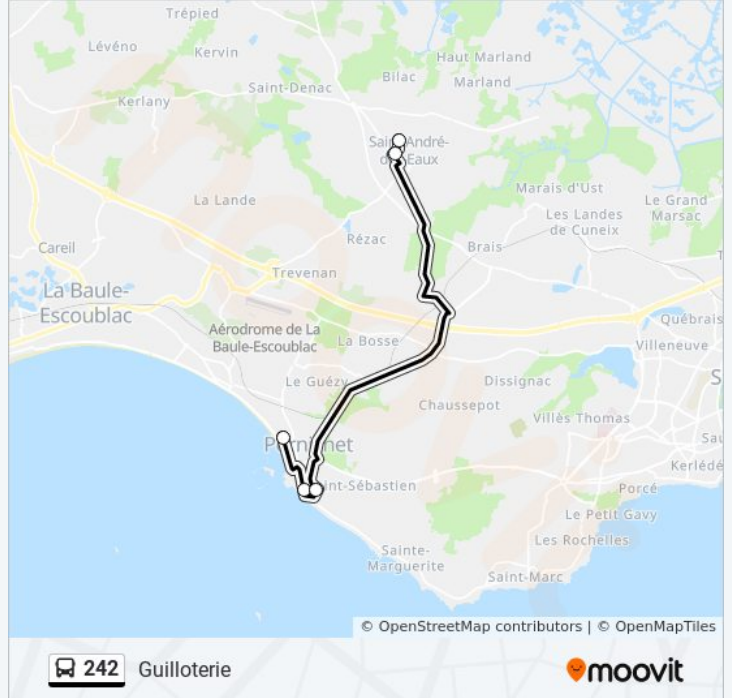 Trépied
Lévéno
Kervin
Haut Marland
Bilac
Marland
Saint-Denac
Kerlany
Saint-André-
Eaux
Marais d'Ust
La Lande
Le Grand
Marsac
Les Landes
de Cuneix
Rézac
Brais
Careil
Trevenan
La Baule-
Escoublac
Québrais
Aérodrome de La
Baule-Escoublac
La Bosse
Villeneuve
Le Guézy
Dissignac
S
Chaussepot
Villès Thomas
Sau
Kerlédé
Saint-Sébastien
Porcé
Le Petit Gavy
Les Rochelles
Sainte-
Marguerite
Saint-Marc
© OpenStreetMap contributors | © OpenMapTiles
242 Guilloterie
moovit